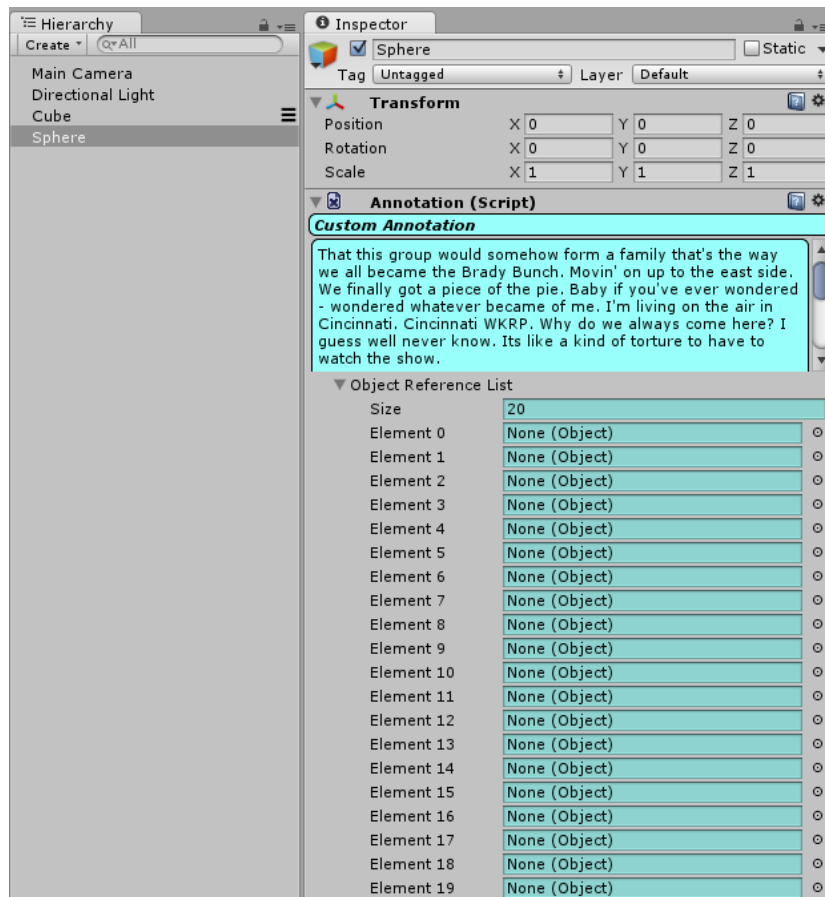 Hierarchy
Create
All
Main Camera
Directional Light
Cube
Sphere
Inspector
Sphere
Static
Tag Untagged Layer Default
Transform
Position X 0 Y 0 Z 0
Rotation X 0 Y 0 Z 0
Scale X 1 Y 1 Z 1
Annotation (Script)
Custom Annotation
That this group would somehow form a family that's the way
we all became the Brady Bunch. Movin' on up to the east side.
We finally got a piece of the pie. Baby if you've ever wondered
- wondered whatever became of me. I'm living on the air in
Cincinnati. Cincinnati WKRP. Why do we always come here? I
guess well never know. Its like a kind of torture to have to
watch the show.
Object Reference List
Size 20
Element 0 None (Object)
Element 1 None (Object)
Element 2 None (Object)
Element 3 None (Object)
Element 4 None (Object)
Element 5 None (Object)
Element 6 None (Object)
Element 7 None (Object)
Element 8 None (Object)
Element 9 None (Object)
Element 10 None (Object)
Element 11 None (Object)
Element 12 None (Object)
Element 13 None (Object)
Element 14 None (Object)
Element 15 None (Object)
Element 16 None (Object)
Element 17 None (Object)
Element 18 None (Object)
Element 19 None (Object)